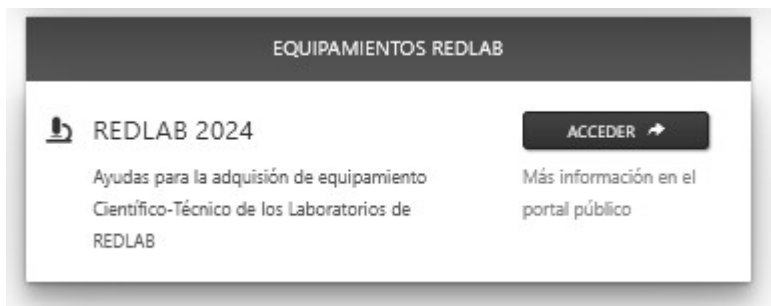 EQUIPAMIENTOS REDLAB
REDLAB 2024
ACCEDER
Ayudas para la adquisión de equipamiento
Científico-Técnico de los Laboratorios de
REDLAB
Más información en el
portal público